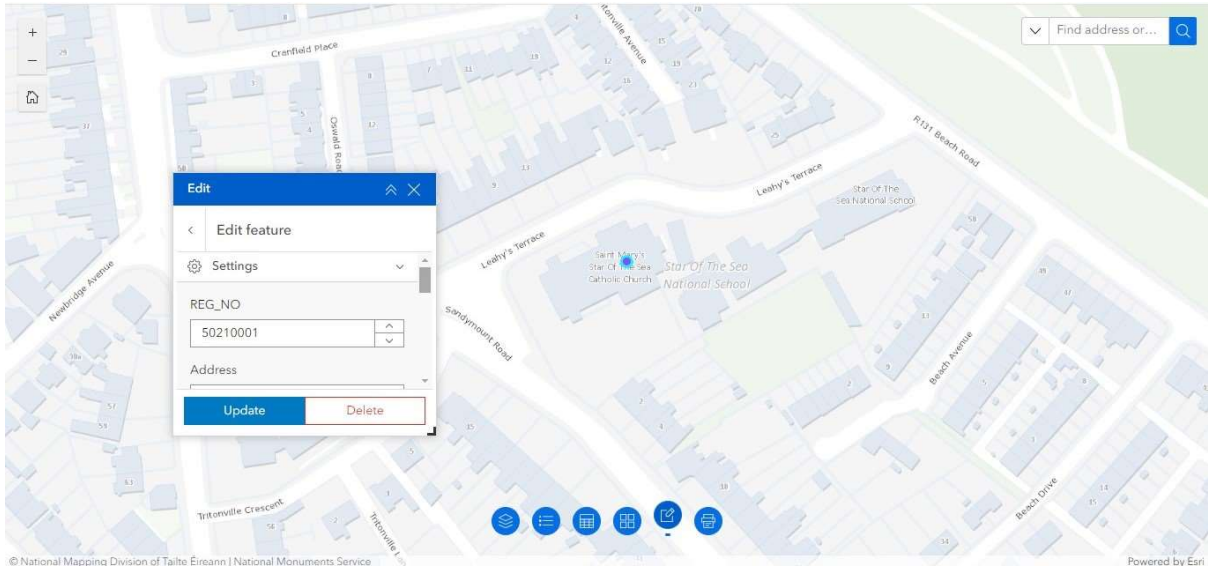 Find address or...
Cranfield Place
Tritonville Avenue
Oswald Road
R131 Beach Road
Leahy's Terrace
Star Of The
Sea National School
Edit
Edit feature
Settings
REG_NO
50210001
Address
Update
Delete
Newbridge Avenue
Leahy's Terrace
Saint Mary's
Star Of The Sea
Catholic Church
Star Of The Sea
National School
Sandymount Road
Beach Avenue
Beach Drive
Tritonville Crescent
© National Mapping Division of Tailte Éireann | National Monuments Service
Powered by Esri